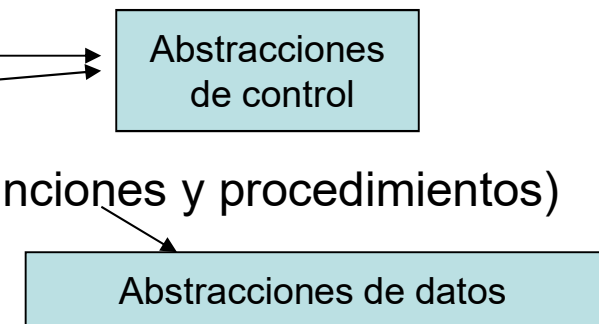 Abstracciones
de control
nciones y procedimientos)
Abstracciones de datos